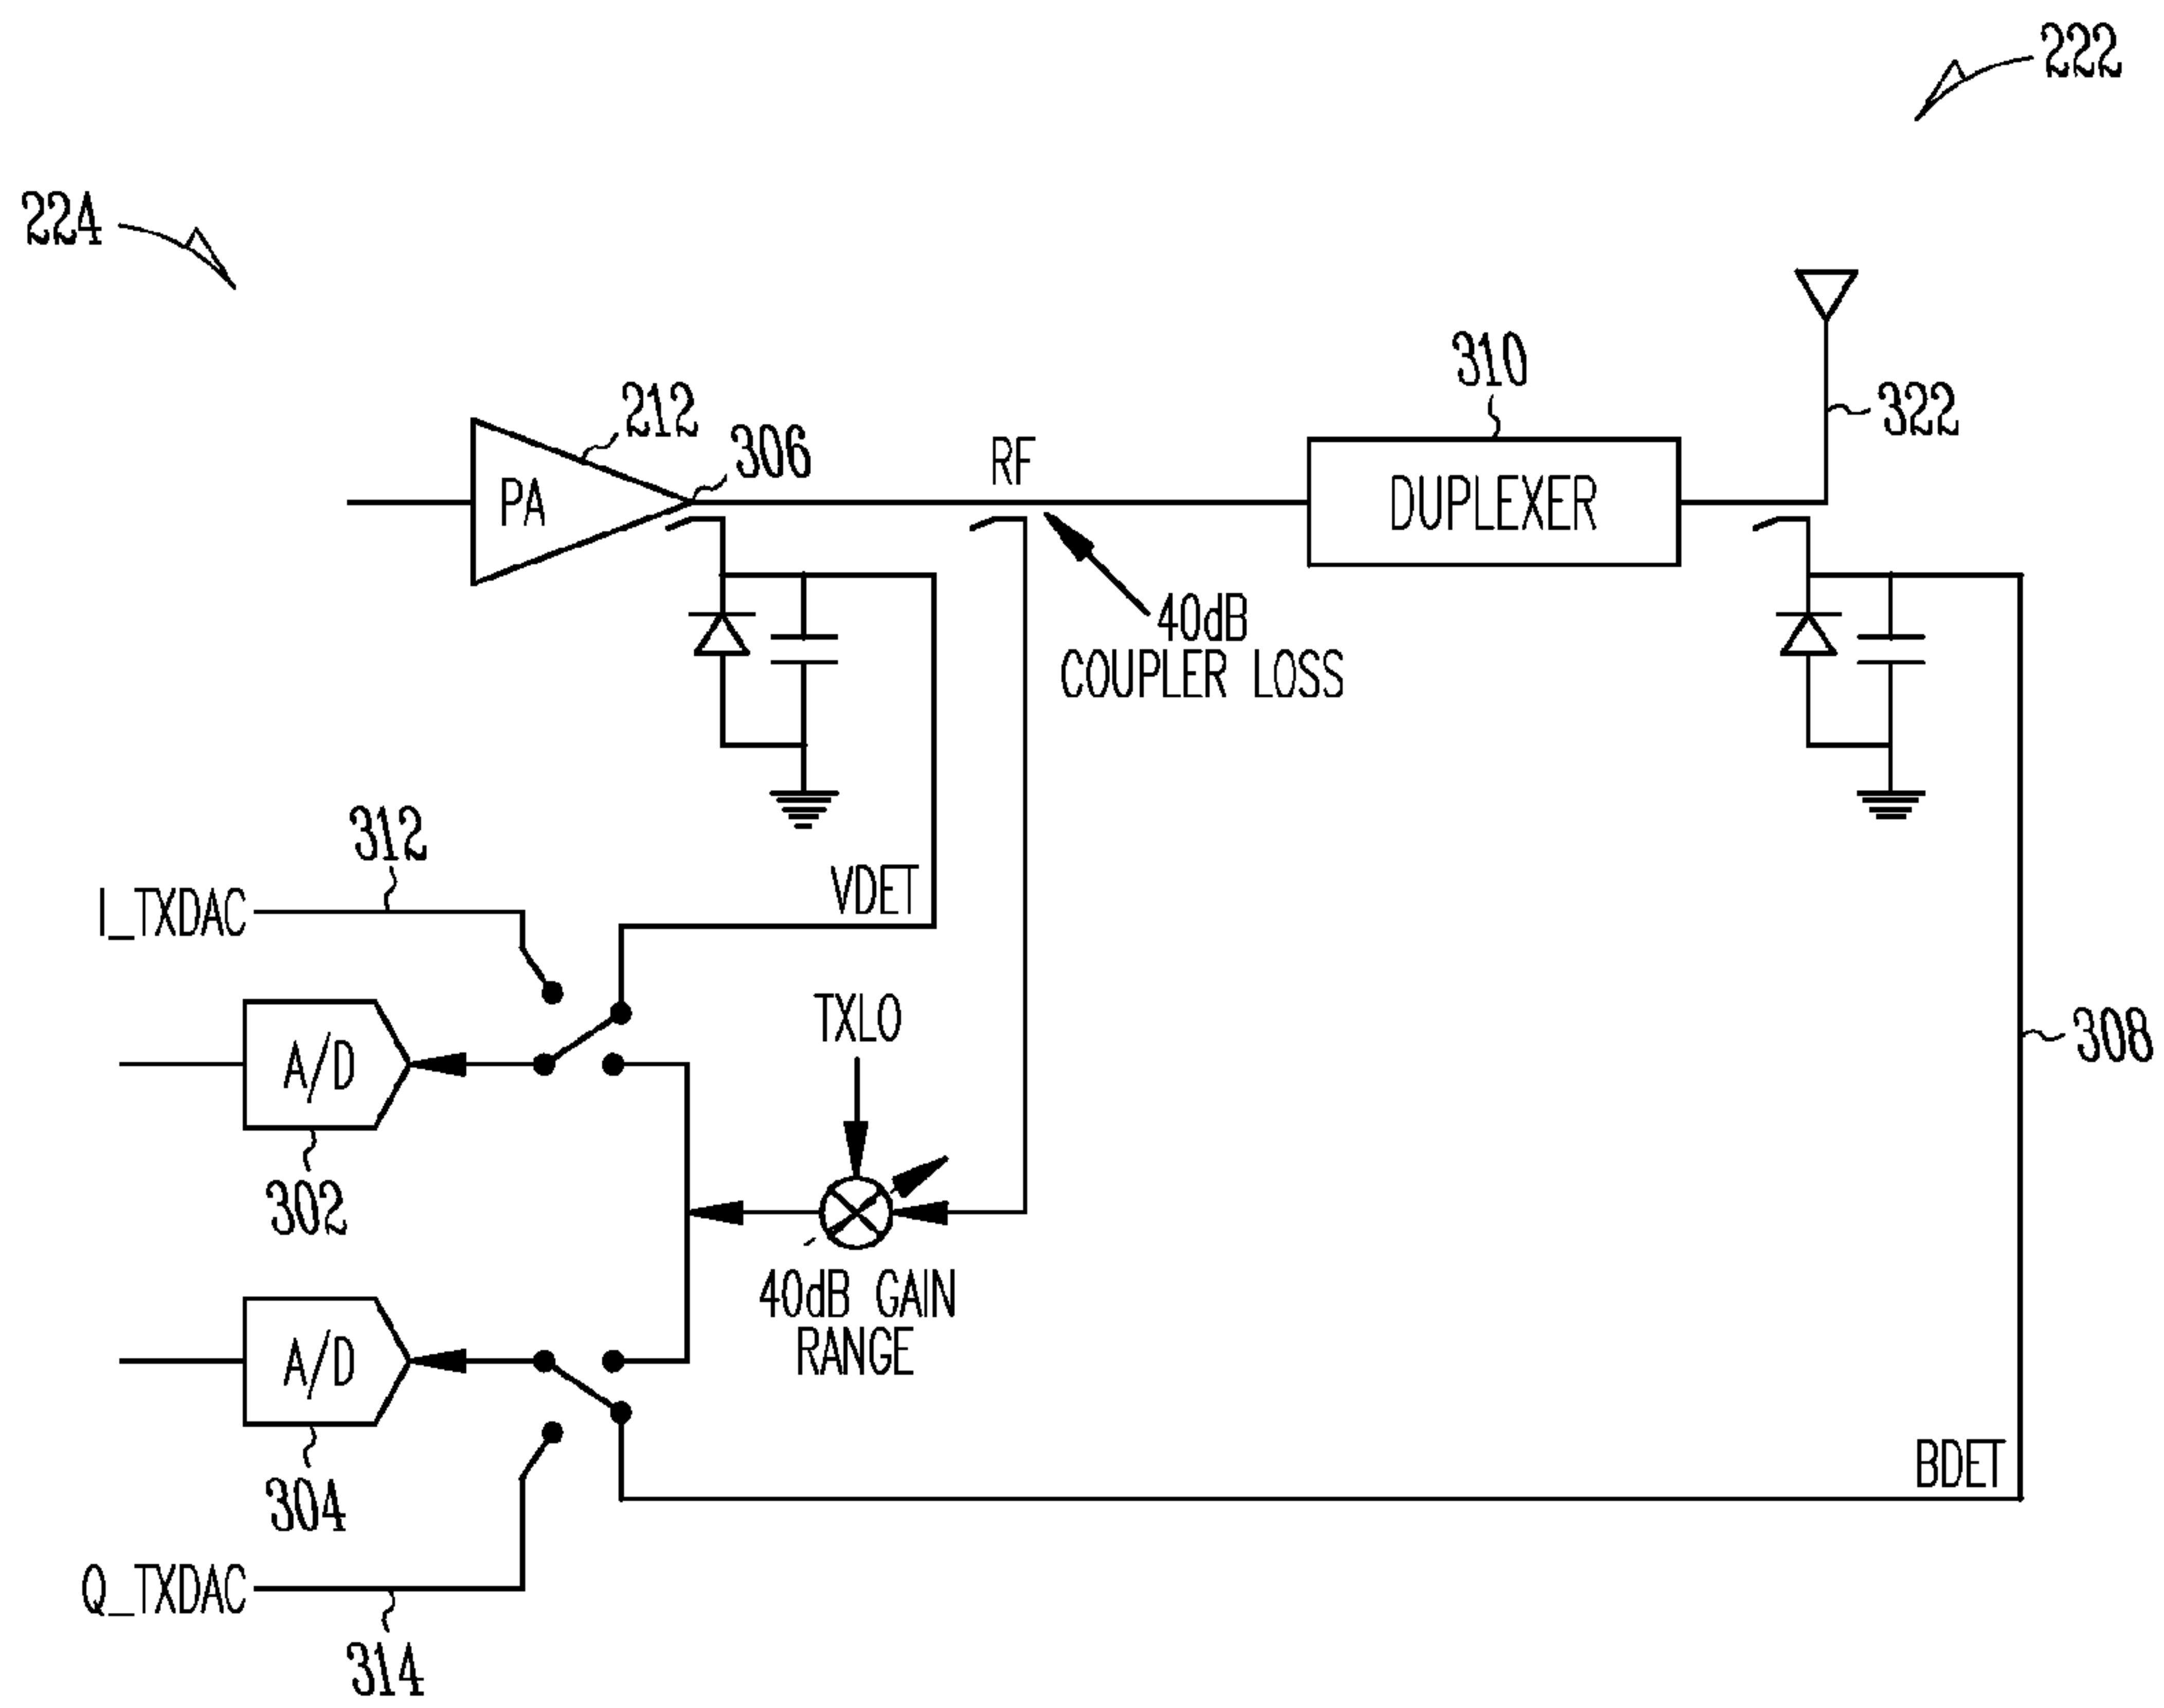 222
224
310
322
212
306
RF
PA
DUPLEXER
40dB
COUPLER LOSS
312
I_TXDAC
VDET
TXLO
308
A/D
302
40dB GAIN
RANGE
A/D
BDET
304
Q_TXDAC
314